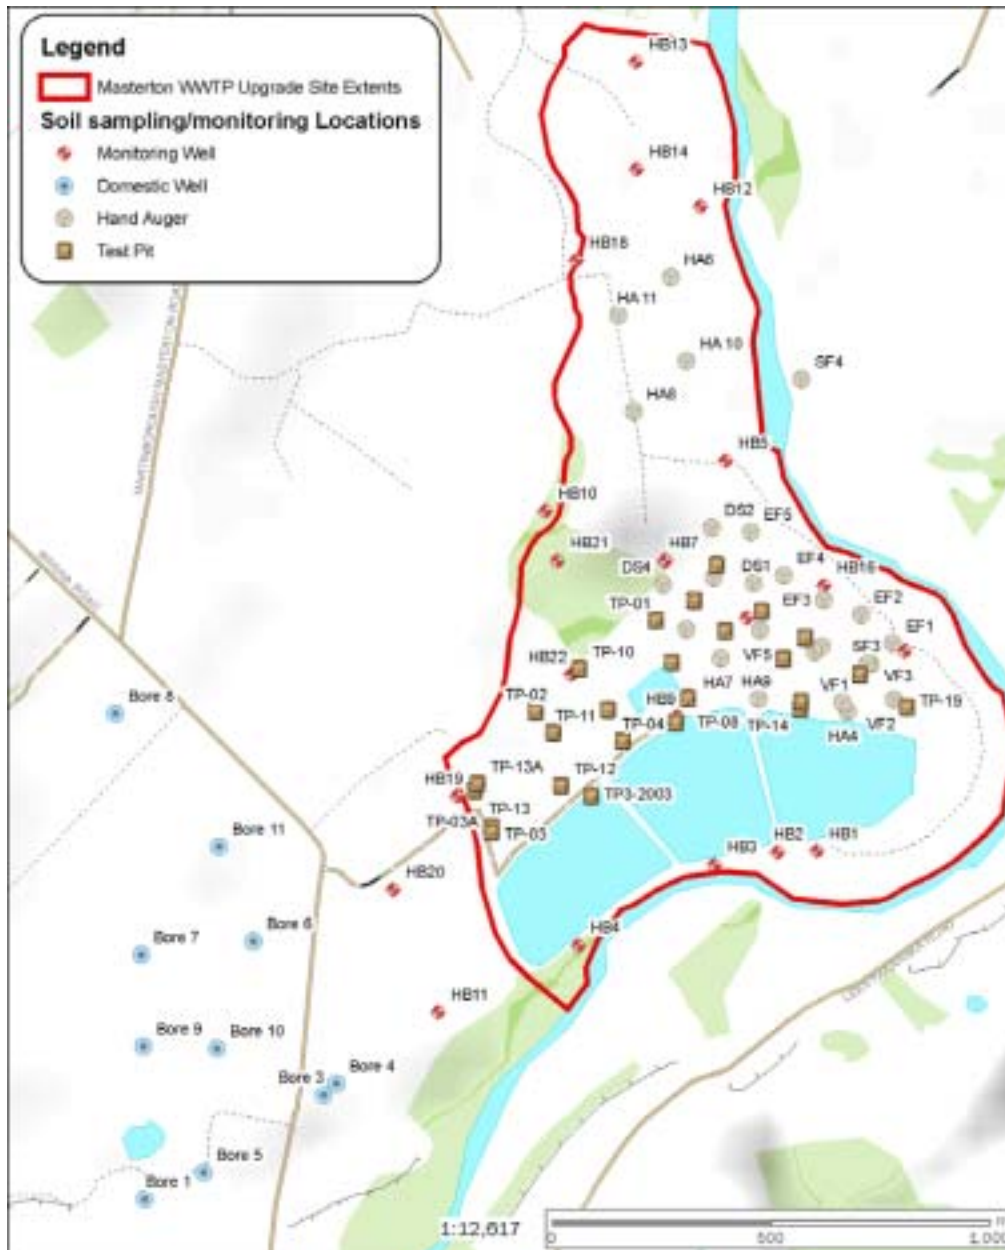 Legend
Masterton WWTP Upgrade Site Extents
Soil sampling/monitoring Locations
Monitoring Well
Domestic Well
Hand Auger
Test Pit
HB13
HB14
HB12
HB18
HA6
HA 11
HA 10
SF4
HA8
HB5
HB10
DS2
EF5
HB21
HB7
DS4
DS1
EF4
HB16
TP-01
EF3
EF2
EF1
HB22
TP-10
VF5
SF3
VF3
TP-02
HB9
HA7
HA9
VF1
TP-19
TP-11
TP-04
TP-08
TP-14
HA4
VF2
Bore 8
TP-13A
TP-12
HB19
TP3-2003
TP-13
TP-03A
TP-03
Bore 11
HB3
HB2
HB1
HB20
Bore 7
Bore 6
HB4
HB11
Bore 9
Bore 10
Bore 3
Bore 4
Bore 5
Bore 1
1:12,617
0
500